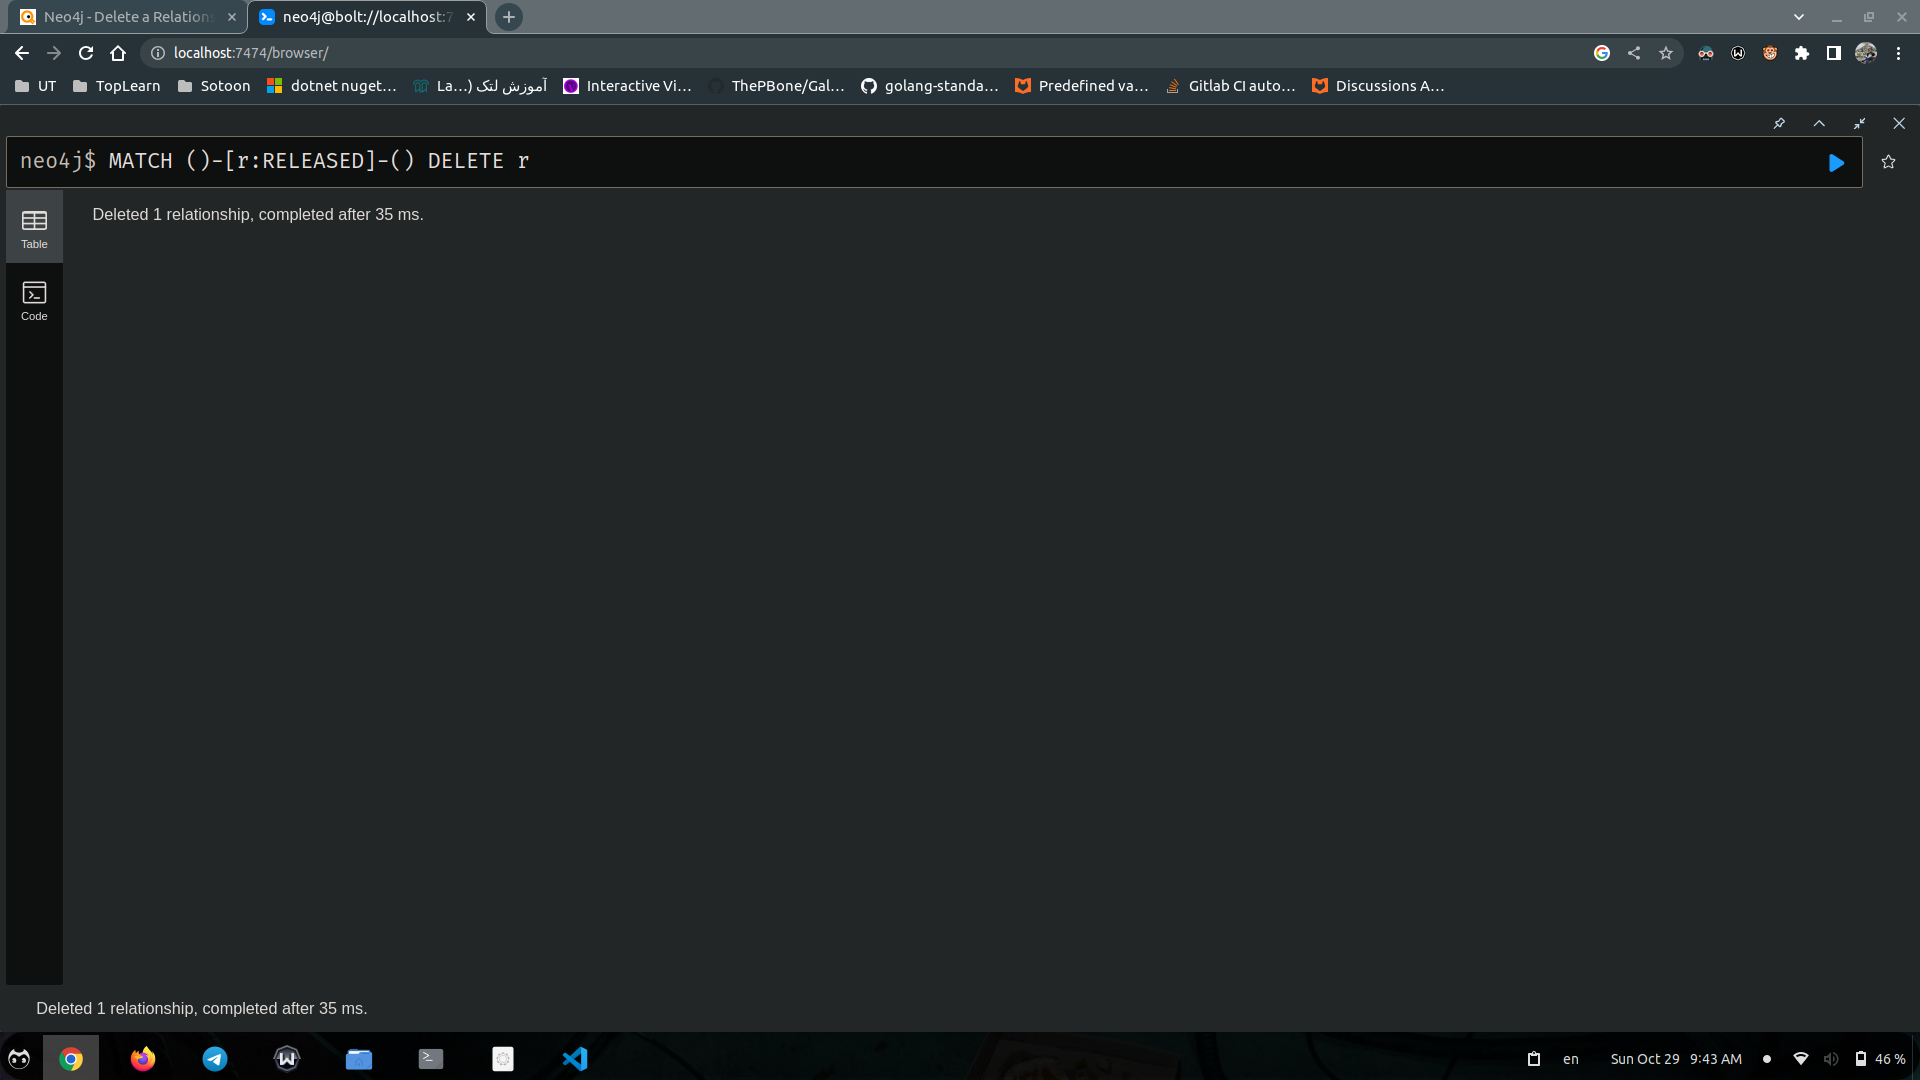 Neo4j - Delete a Relations
neo4j@bolt://localhost:7
localhost:7474/browser/
UT
TopLearn
Sotoon
dotnet nuget...
آموزش لتک (...La
Interactive Vi...
ThePBone/Gal...
golang-standa...
Predefined va...
Gitlab CI auto...
Discussions A...
neo4j$ MATCH ()-[r:RELEASED]-() DELETE r
Table
Deleted 1 relationship, completed after 35 ms.
Code
Deleted 1 relationship, completed after 35 ms.
en
Sun Oct 29 9:43 AM
46 %